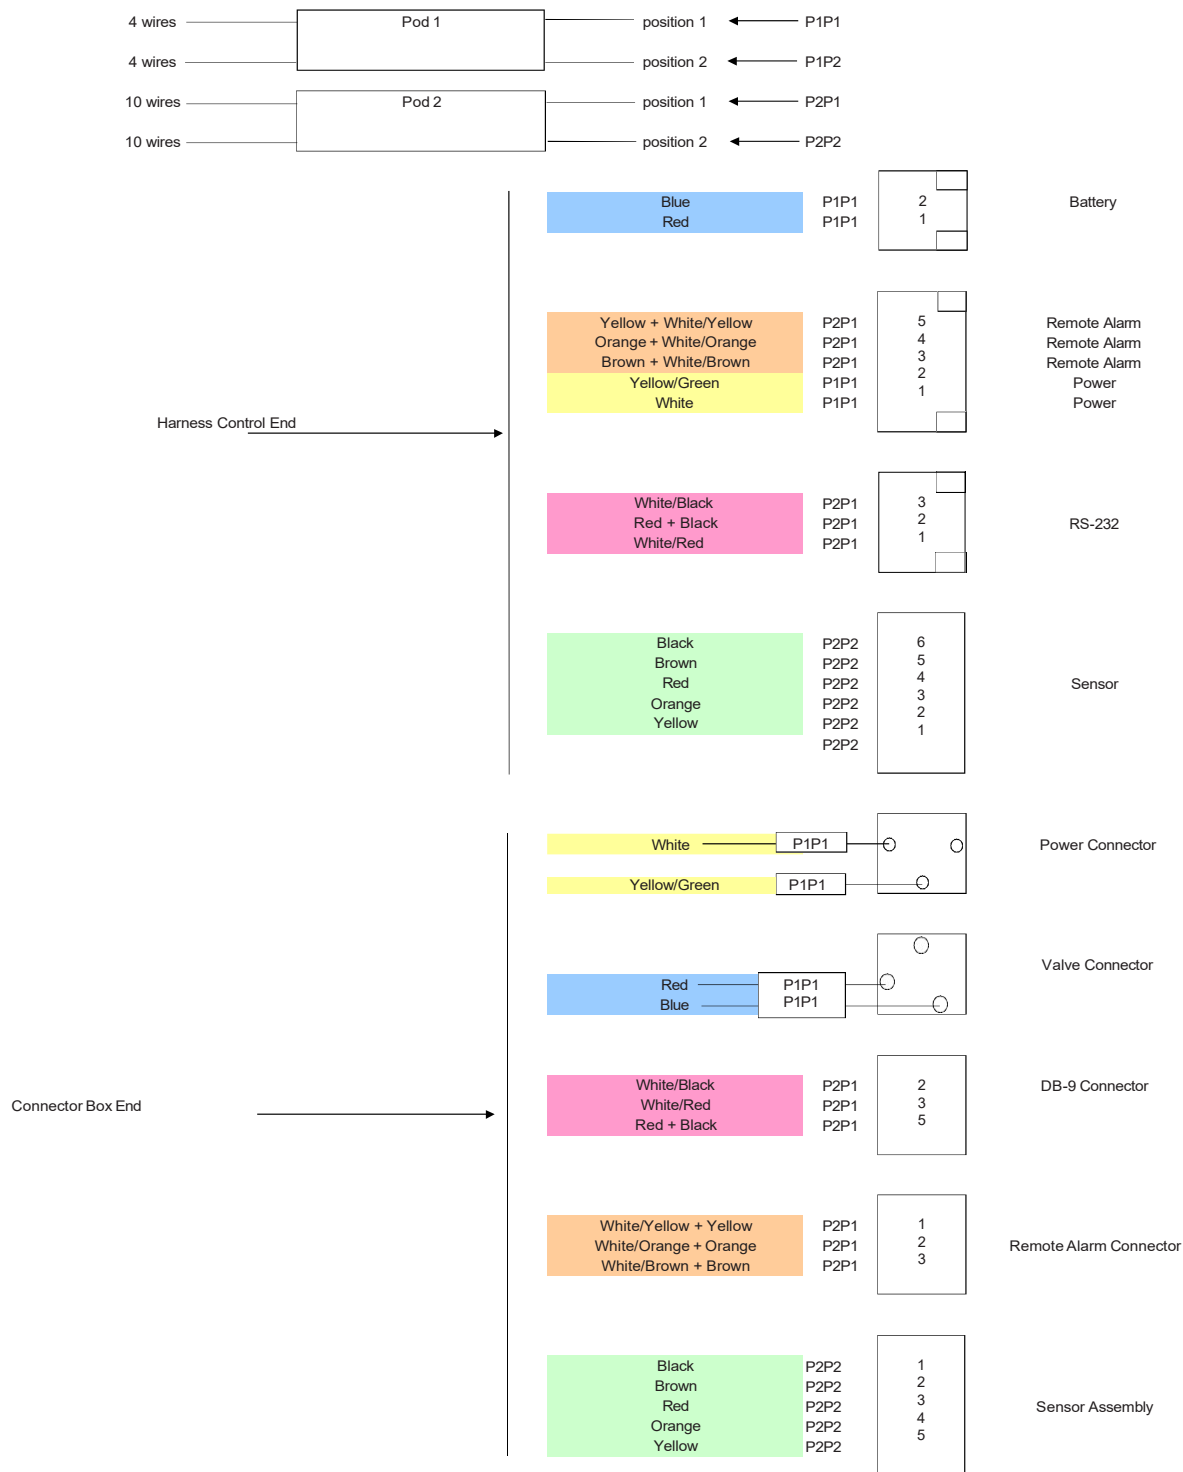 4 wires Pod 1 position 1 P1P1
4 wires position 2 P1P2
10 wires Pod 2 position 1 P2P1
10 wires position 2 P2P2
Blue P1P1 2 Battery
Red P1P1 1
Yellow + White/Yellow P2P1 5 Remote Alarm
Orange + White/Orange P2P1 4 Remote Alarm
Brown + White/Brown P2P1 3 Remote Alarm
Yellow/Green P1P1 2 Power
White P1P1 1 Power
Harness Control End
White/Black P2P1 3
Red + Black P2P1 2 RS-232
White/Red P2P1 1
Black P2P2 6
Brown P2P2 5
Red P2P2 4 Sensor
Orange P2P2 3
Yellow P2P2 2
P2P2 1
White P1P1 Power Connector
Yellow/Green P1P1
Valve Connector
Red P1P1
Blue P1P1
White/Black P2P1 2 DB-9 Connector
Connector Box End White/Red P2P1 3
Red + Black P2P1 5
White/Yellow + Yellow P2P1 1
White/Orange + Orange P2P1 2 Remote Alarm Connector
White/Brown + Brown P2P1 3
Black P2P2 1
Brown P2P2 2
Red P2P2 3 Sensor Assembly
Orange P2P2 4
Yellow P2P2 5